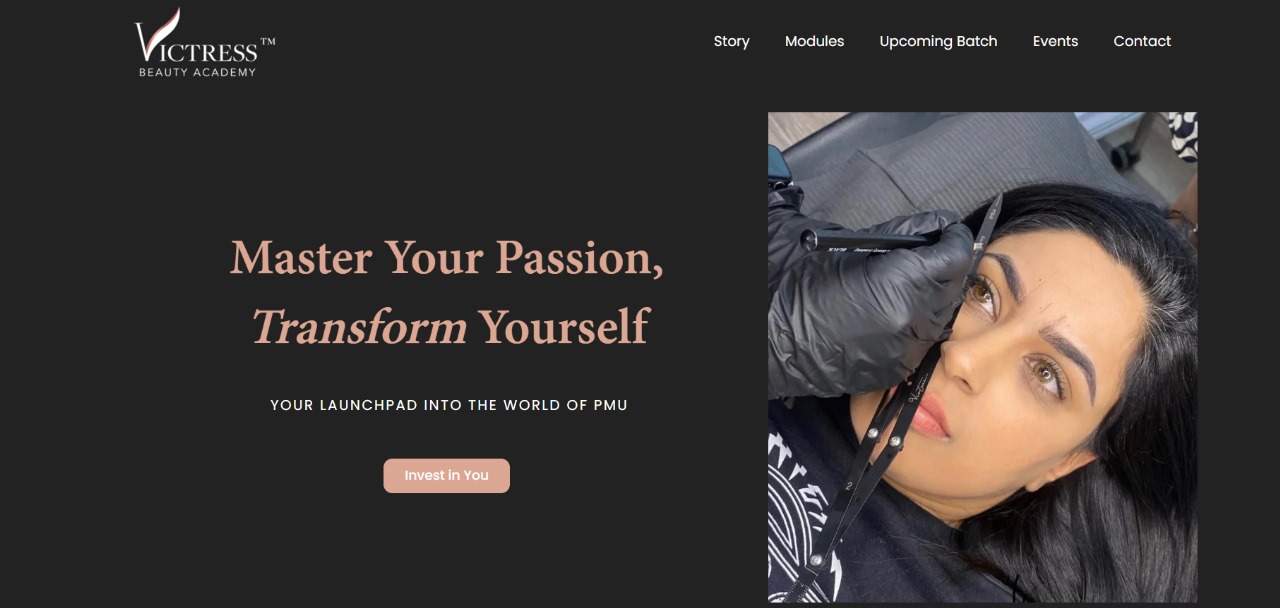 VICTRESS™
BEAUTY ACADEMY
Story
Modules
Upcoming Batch
Events
Contact
Master Your Passion,
Transform Yourself
YOUR LAUNCHPAD INTO THE WORLD OF PMU
Invest in You
2